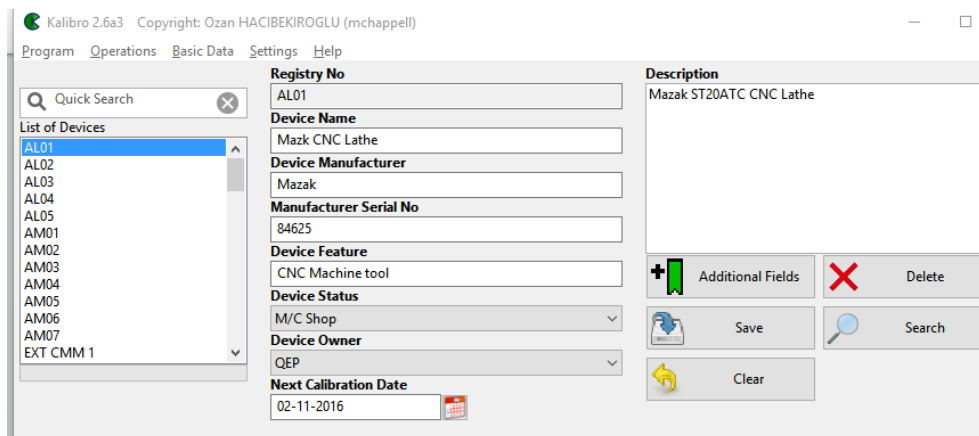 Kalibro 2.6a3 Copyright: Ozan HACIBEKIROGLU (mchappell)
Program Operations Basic Data Settings Help
Quick Search
List of Devices
AL01
AL02
AL03
AL04
AL05
AM01
AM02
AM03
AM04
AM05
AM06
AM07
EXT CMM 1
Registry No
AL01
Device Name
Mazk CNC Lathe
Device Manufacturer
Mazak
Manufacturer Serial No
84625
Device Feature
CNC Machine tool
Device Status
M/C Shop
Device Owner
QEP
Next Calibration Date
02-11-2016
Description
Mazak ST20ATC CNC Lathe
Additional Fields
Delete
Save
Search
Clear